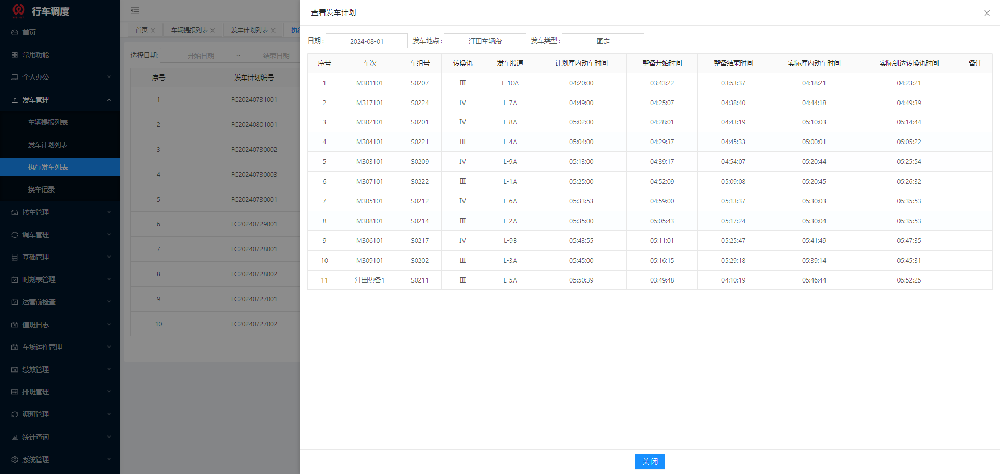 行车调度
首页
常用功能
个人办公
发车管理
车辆提报列表
发车计划列表
执行发车列表
换车记录
接车管理
调车管理
基础管理
时刻表管理
运营前检查
值班日志
车场运作管理
绩效管理
排班管理
调班管理
统计查询
系统管理
首页 车辆提报列表 发车计划列表 执行
选择日期: 开始日期 ~ 结束日期
序号 发车计划编号
1 FC20240731001
2 FC20240801001
3 FC20240730002
4 FC20240730003
5 FC20240730001
6 FC20240729001
7 FC20240728001
8 FC20240728002
9 FC20240727001
10 FC20240727002
查看发车计划
日期: 2024-08-01 发车地点: 汀田车辆段 发车类型: 图定
序号 车次 车组号 转换轨 发车股道 计划库内动车时间 整备开始时间 整备结束时间 实际库内动车时间 实际到达转换轨时间 备注
1 M301101 S0207 Ⅲ L-10A 04:20:00 03:43:22 03:53:37 04:18:21 04:23:21
2 M317101 S0224 Ⅳ L-7A 04:49:00 04:25:07 04:38:40 04:44:18 04:49:39
3 M302101 S0201 Ⅳ L-8A 05:02:00 04:28:01 04:43:19 05:10:03 05:14:44
4 M304101 S0221 Ⅲ L-4A 05:04:00 04:29:37 04:45:33 05:00:01 05:05:22
5 M303101 S0209 Ⅳ L-9A 05:13:00 04:39:17 04:54:07 05:20:44 05:25:54
6 M307101 S0222 Ⅲ L-1A 05:25:00 04:52:09 05:09:08 05:20:45 05:26:32
7 M305101 S0212 Ⅳ L-6A 05:33:53 04:59:00 05:13:37 05:30:03 05:35:53
8 M308101 S0214 Ⅲ L-2A 05:35:00 05:05:43 05:17:24 05:30:04 05:35:53
9 M306101 S0217 Ⅳ L-9B 05:43:55 05:11:01 05:25:47 05:41:49 05:47:35
10 M309101 S0202 Ⅲ L-3A 05:45:00 05:16:15 05:29:18 05:39:14 05:45:31
11 汀田热备1 S0211 Ⅲ L-5A 05:50:39 03:49:48 04:10:19 05:46:44 05:52:25
关闭